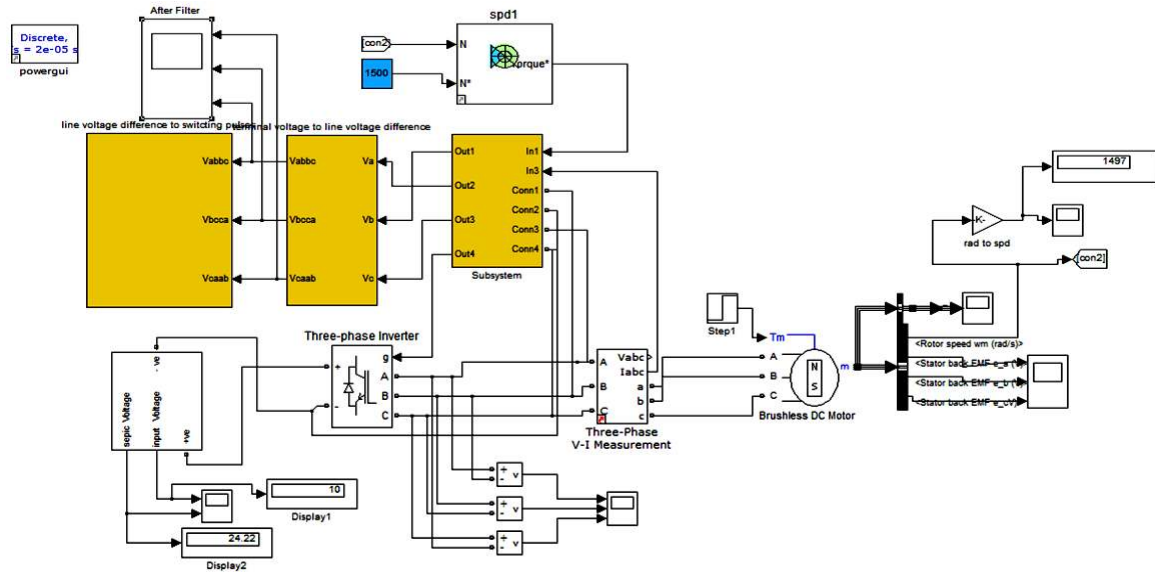 After Filter
spd1
Discrete,
s = 2e-05 s
powergui
[con2]
1500
N
N*
orque*
line voltage difference to switcting pulses
terminal voltage to line voltage difference
Vabbc
Vbcca
Vcaab
Vabbc
Vbcca
Vcaab
Va
Vb
Vc
Out1
Out2
Out3
Out4
In1
In3
Conn1
Conn2
Conn3
Conn4
Subsystem
1497
K-
rad to spd
[con2]
Step1
Three-phase Inverter
g
+
-
A
B
C
- ve
sepic Voltage
input Voltage
+ve
A
B
C
Vabc
Iabc
a
b
c
Three-Phase
V-I Measurement
Tm
A
B
C
N
S
m
Brushless DC Motor
<Rotor speed wm (rad/s)>
<Stator back EMF e_a (V)>
<Stator back EMF e_b (V)>
<Stator back EMF e_c
+
-
v
+
-
v
+
-
v
10
Display1
24.22
Display2